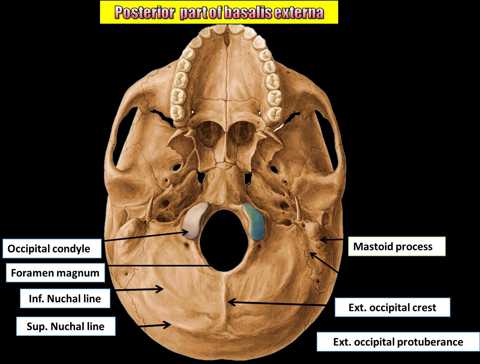 Posterior part of basalis externa
Occipital condyle
Foramen magnum
Inf. Nuchal line
Sup. Nuchal line
Mastoid process
Ext. occipital crest
Ext. occipital protuberance